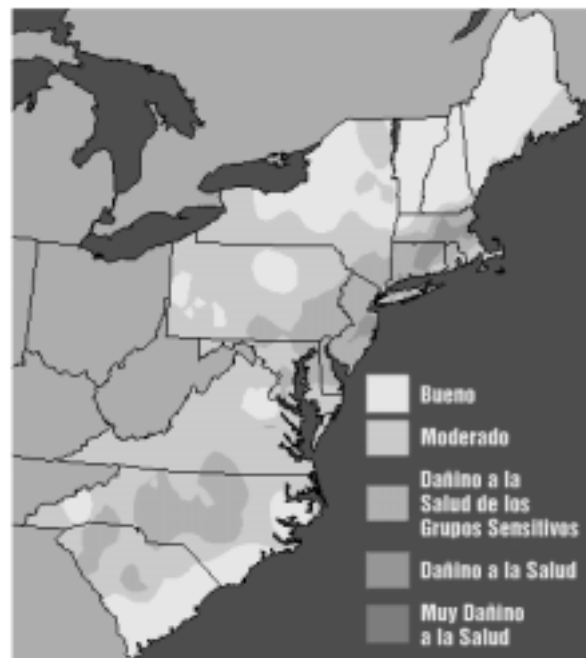 Bueno
Moderado
Dañino a la
Salud de los
Grupos Sensitivos
Dañino a la Salud
Muy Dañino
a la Salud